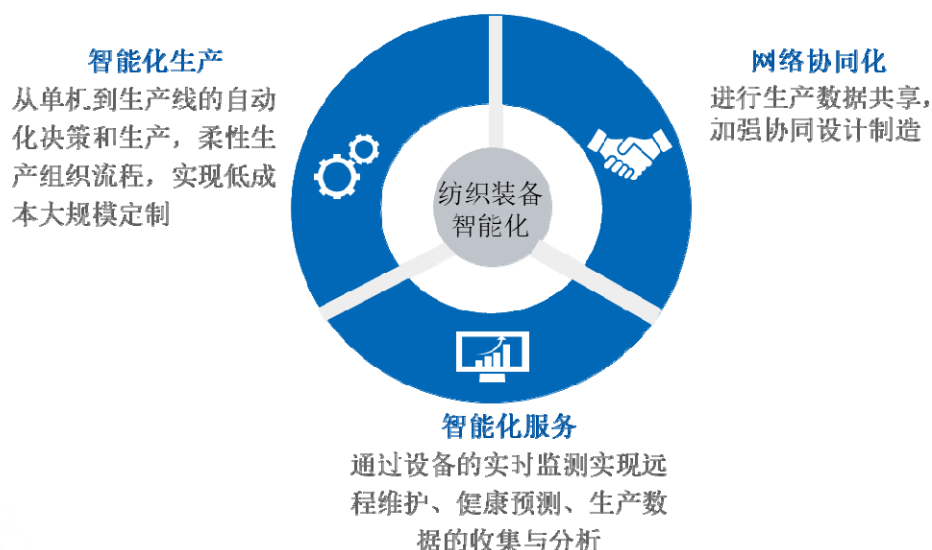 智能化生产
从单机到生产线的自动
化决策和生产，柔性生
产组织流程，实现低成
本大规模定制
网络协同化
进行生产数据共享，
加强协同设计制造
纺织装备
智能化
智能化服务
通过设备的实时监测实现远
程维护、健康预测、生产数
据的收集与分析